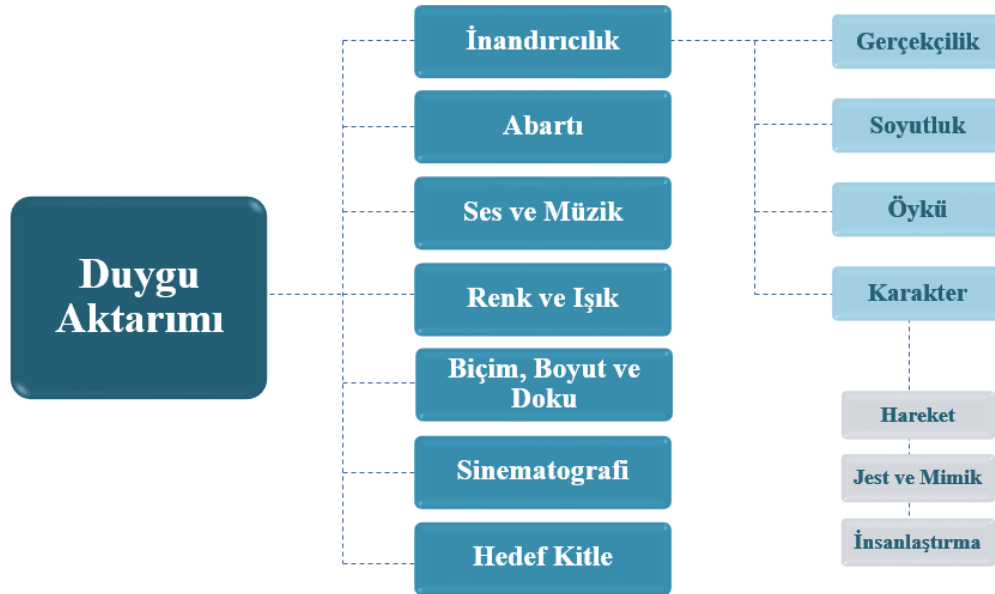 Duygu
Aktarımı
İnandırıcılık
Abartı
Ses ve Müzik
Renk ve Işık
Biçim, Boyut ve
Doku
Sinematografi
Hedef Kitle
Gerçekçilik
Soyutluk
Öykü
Karakter
Hareket
Jest ve Mimik
İnsanlaştırma